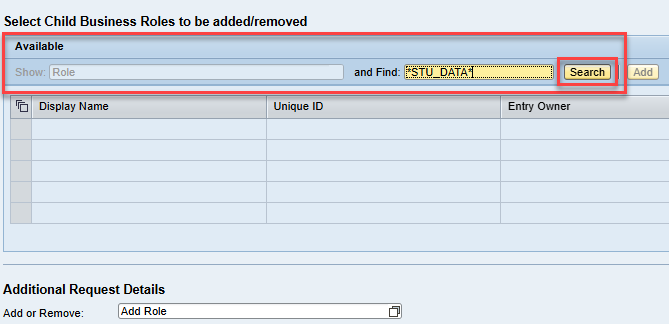 Select Child Business Roles to be added/removed
Available
Show: Role and Find: *STU_DATA* Search Add
Display Name Unique ID Entry Owner
Additional Request Details
Add or Remove: Add Role